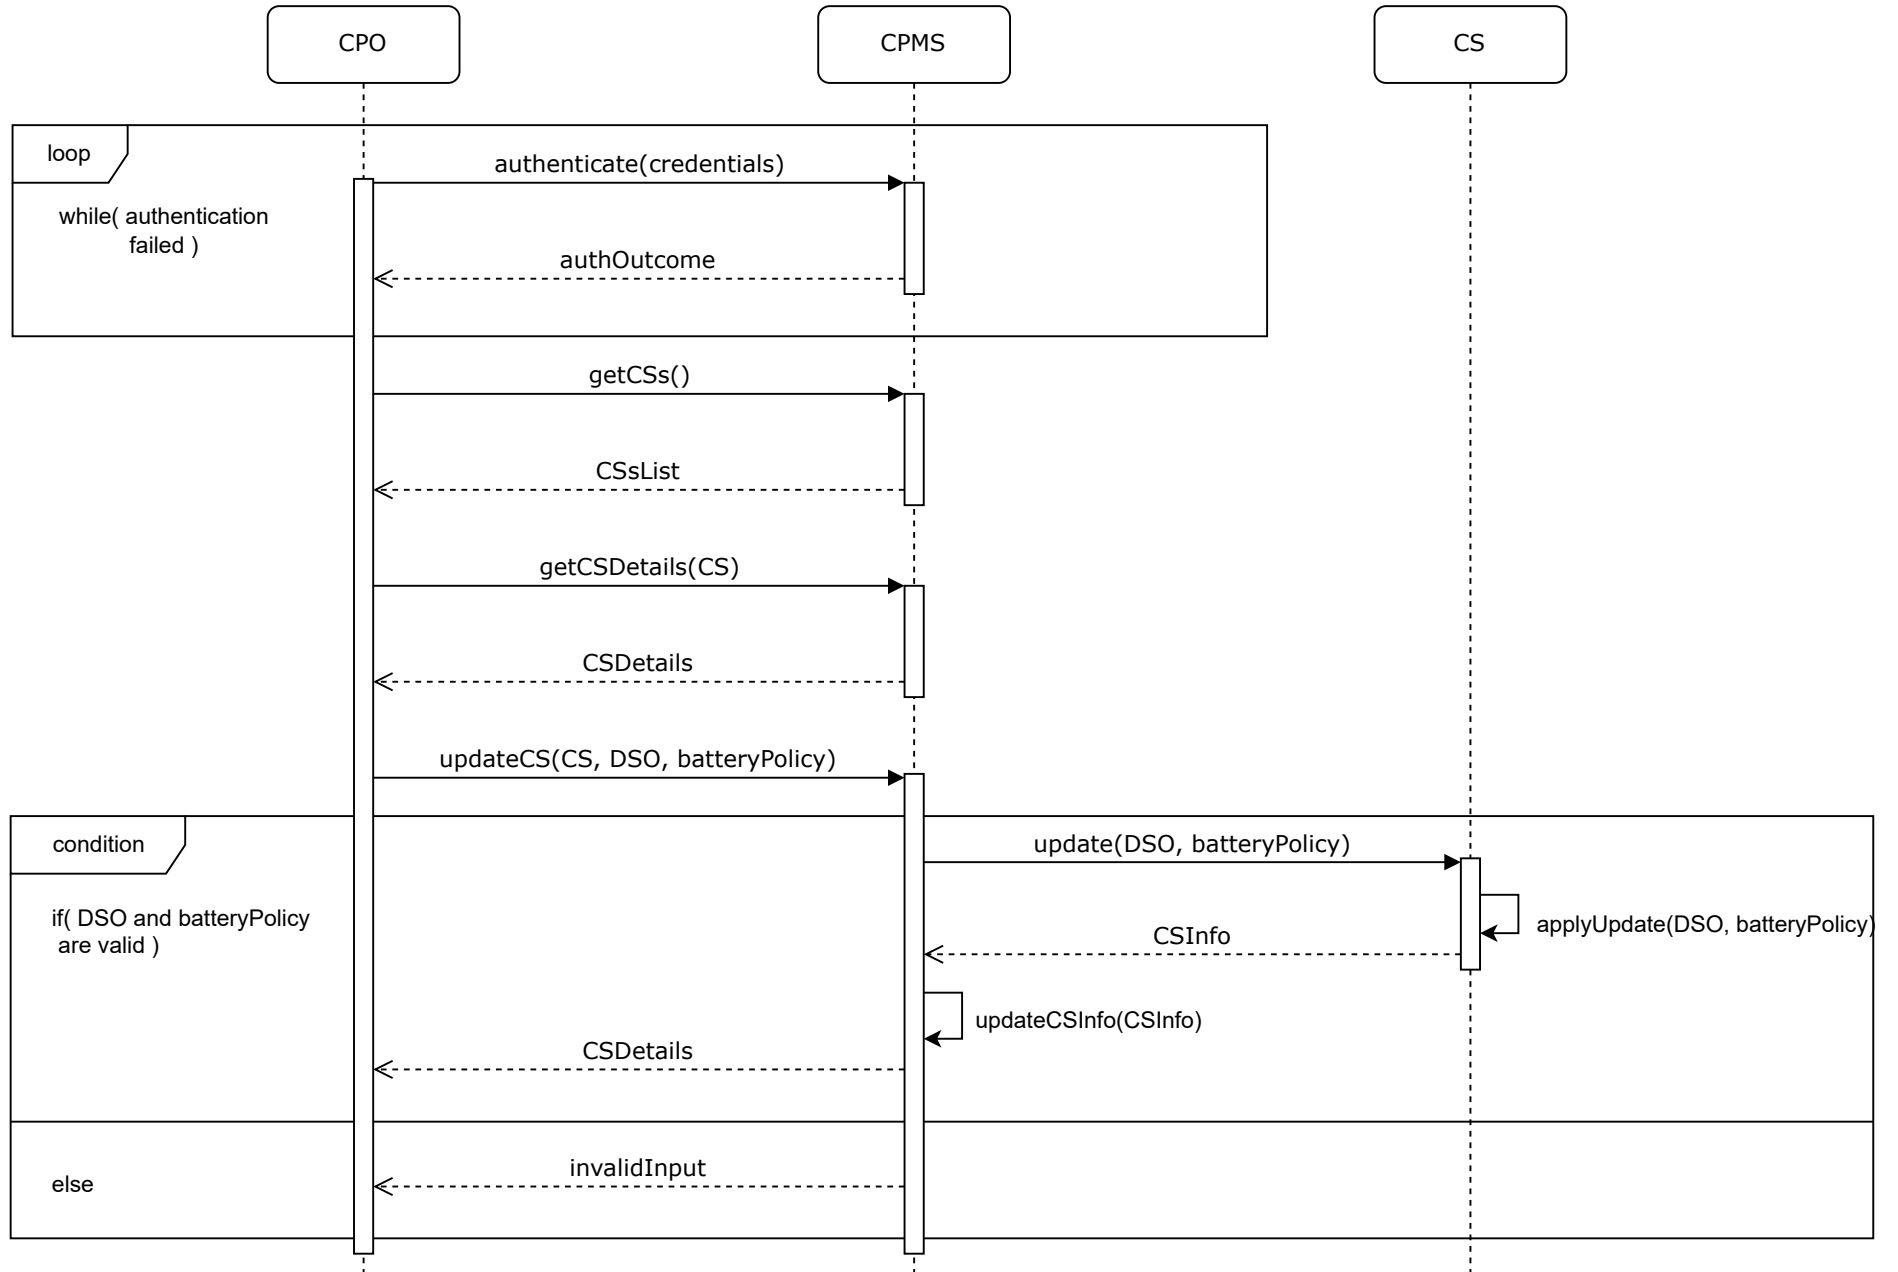 CPO
CPMS
CS
loop
authenticate(credentials)
while( authentication
failed )
authOutcome
getCSs()
CSsList
getCSDetails(CS)
CSDetails
updateCS(CS, DSO, batteryPolicy)
condition
update(DSO, batteryPolicy)
if( DSO and batteryPolicy
are valid )
applyUpdate(DSO, batteryPolicy)
CSInfo
updateCSInfo(CSInfo)
CSDetails
invalidInput
else